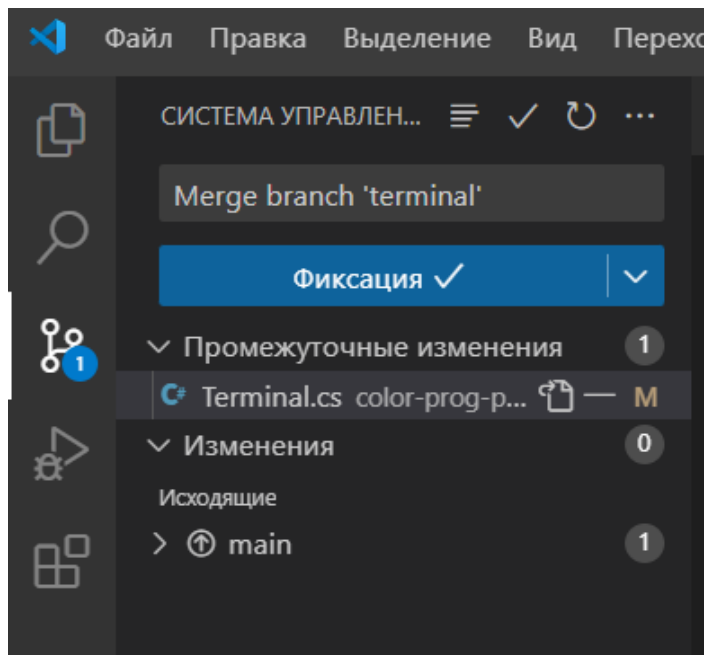 Файл Правка Выделение Вид Перехо
СИСТЕМА УПРАВЛЕН...
Merge branch 'terminal'
Фиксация
Промежуточные изменения 1
1
C# Terminal.cs color-prog-p... M
Изменения 0
Исходящие
main 1